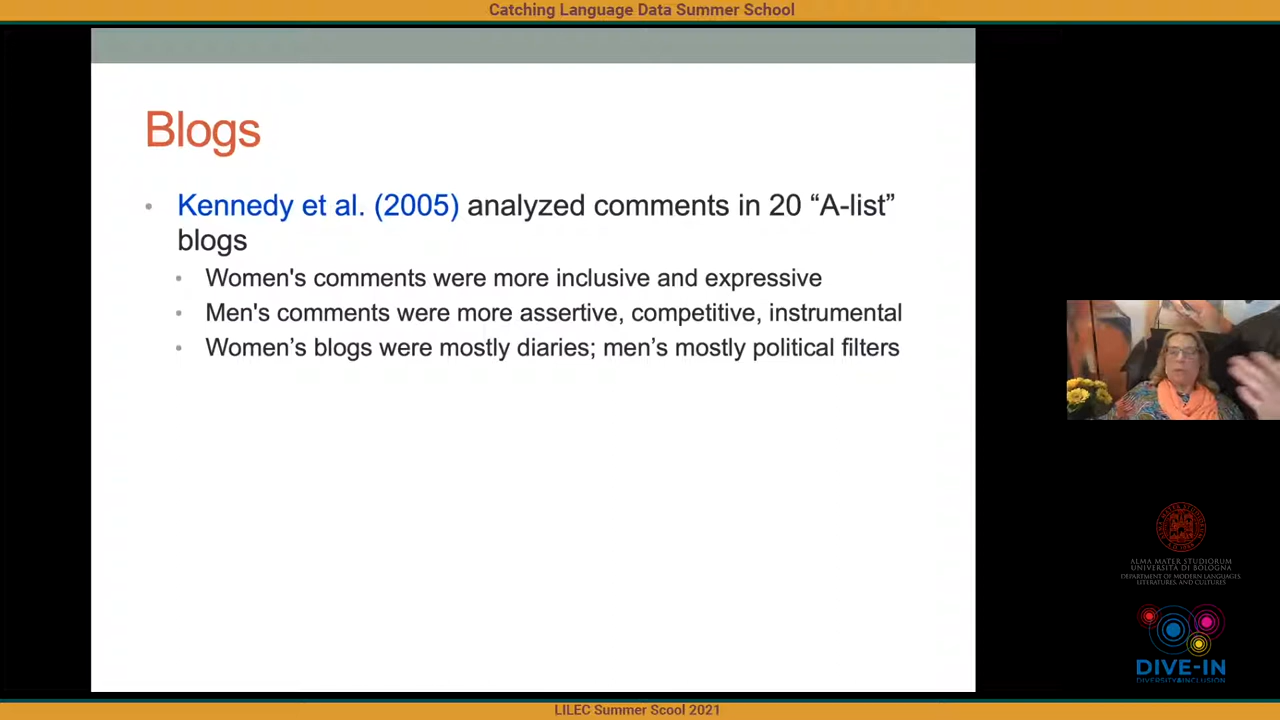 Catching Language Data Summer School
Blogs
• Kennedy et al. (2005) analyzed comments in 20 “A-list”
blogs
• Women's comments were more inclusive and expressive
• Men's comments were more assertive, competitive, instrumental
• Women’s blogs were mostly diaries; men’s mostly political filters
ALMA MATER STUDIORUM
UNIVERSITÀ DI BOLOGNA
DEPARTMENT OF MODERN LANGUAGES,
LITERATURES, AND CULTURES
DIVE-IN
DIVERSITY&INCLUSION
LILEC Summer Scool 2021